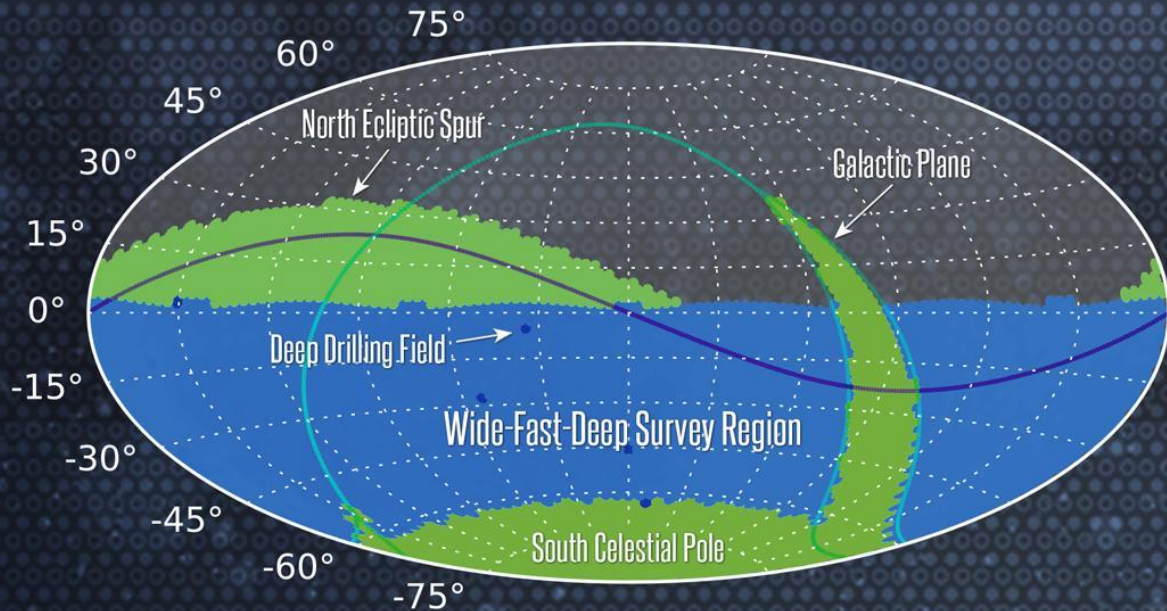 75°
60°
45°
North Ecliptic Spur
30°
Galactic Plane
15°
0°
Deep Drilling Field
-15°
Wide-Fast-Deep Survey Region
-30°
-45°
South Celestial Pole
-60°
-75°